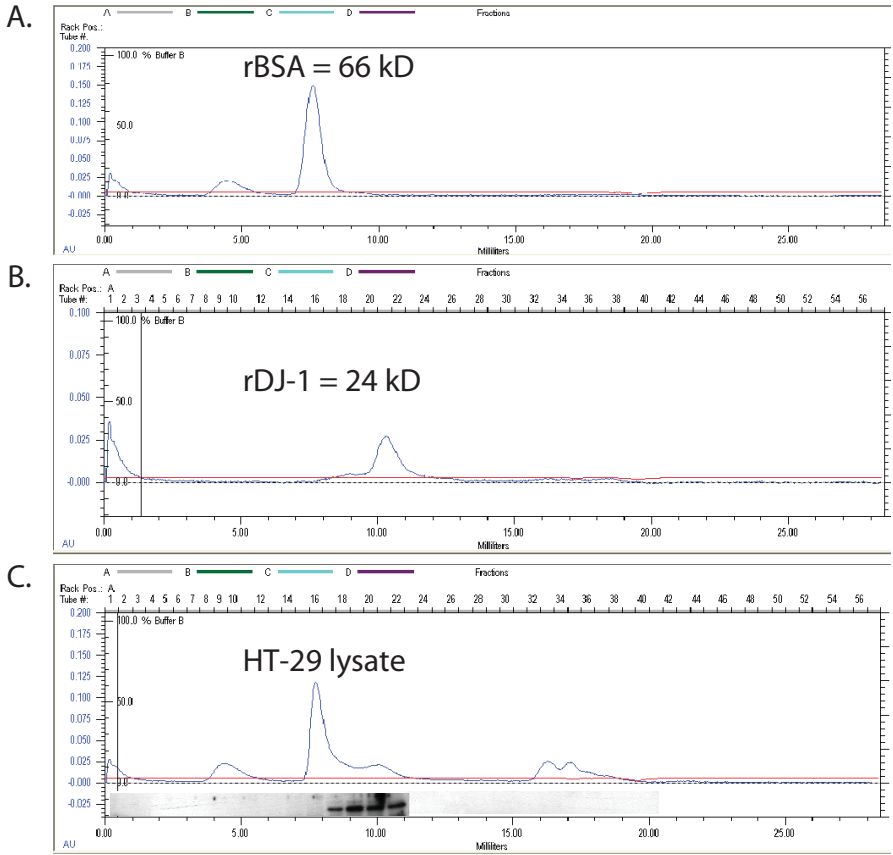 A.
A B C D Fractions
Rack Pos.:
Tube #:
0.200 100.0 % Buffer B
rBSA = 66 kD
0.175
0.150
0.125
0.100 50.0
0.075
0.050
0.025
-0.000 0.0
-0.025
AU 0.00 5.00 10.00 15.00 20.00 25.00
Milliliters
B.
A B C D Fractions
Rack Pos.: A
Tube #: 1 2 3 4 5 6 7 8 9 10 12 14 16 18 20 22 24 26 28 30 32 34 36 38 40 42 44 46 48 50 52 54 56
0.100 100.0 % Buffer B
0.075
rDJ-1 = 24 kD
0.050 50.0
0.025
-0.000 0.0
AU 0.00 5.00 10.00 15.00 20.00 25.00
Milliliters
C.
A B C D Fractions
Rack Pos.: A
Tube #: 1 2 3 4 5 6 7 8 9 10 12 14 16 18 20 22 24 26 28 30 32 34 36 38 40 42 44 46 48 50 52 54 56
0.200 100.0 % Buffer B
0.175
HT-29 lysate
0.150
0.125
0.100 50.0
0.075
0.050
0.025
-0.000 0.0
-0.025
AU 0.00 5.00 10.00 15.00 20.00 25.00
Milliliters